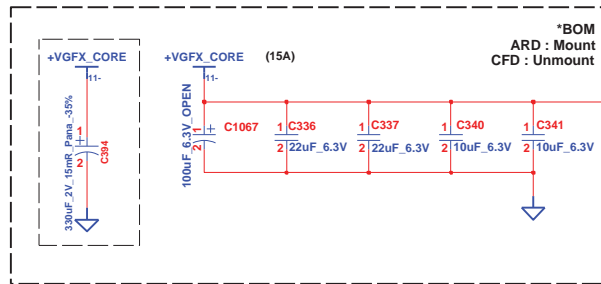 *BOM
ARD : Mount
CFD : Unmount
+VGFX_CORE
11-
1
+
2
C394
330uF_2V_15mR_Pana_-35%
+VGFX_CORE
(15A)
11-
1
+
2
C1067
100uF_6.3V_OPEN
1
C336
2
22uF_6.3V
1
C337
2
22uF_6.3V
1
C340
2
10uF_6.3V
1
C341
2
10uF_6.3V